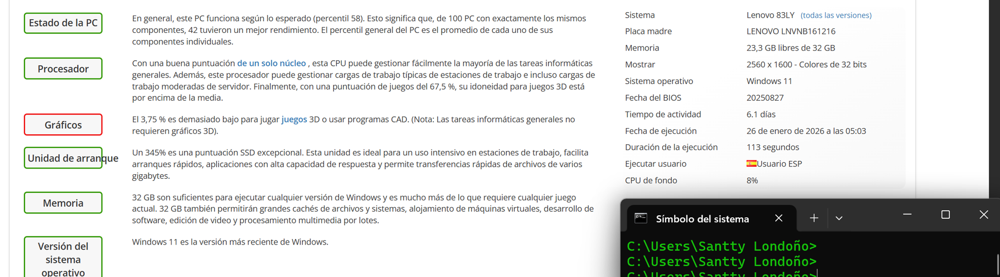 Estado de la PC
En general, este PC funciona según lo esperado (percentil 58). Esto significa que, de 100 PC con exactamente los mismos
componentes, 42 tuvieron un mejor rendimiento. El percentil general del PC es el promedio de cada uno de sus
componentes individuales.
Procesador
Con una buena puntuación de un solo núcleo , esta CPU puede gestionar fácilmente la mayoría de las tareas informáticas
generales. Además, este procesador puede gestionar cargas de trabajo típicas de estaciones de trabajo e incluso cargas de
trabajo moderadas de servidor. Finalmente, con una puntuación de juegos del 67,5 %, su idoneidad para juegos 3D está
por encima de la media.
Gráficos
El 3,75 % es demasiado bajo para jugar juegos 3D o usar programas CAD. (Nota: Las tareas informáticas generales no
requieren gráficos 3D).
Unidad de arranque
Un 345% es una puntuación SSD excepcional. Esta unidad es ideal para un uso intensivo en estaciones de trabajo, facilita
arranques rápidos, aplicaciones con alta capacidad de respuesta y permite transferencias rápidas de archivos de varios
gigabytes.
Memoria
32 GB son suficientes para ejecutar cualquier versión de Windows y es mucho más de lo que requiere cualquier juego
actual. 32 GB también permitirán grandes cachés de archivos y sistemas, alojamiento de máquinas virtuales, desarrollo de
software, edición de video y procesamiento multimedia por lotes.
Versión del
sistema
operativo
Windows 11 es la versión más reciente de Windows.
Sistema Lenovo 83LY (todas las versiones)
Placa madre LENOVO LNVNB161216
Memoria 23,3 GB libres de 32 GB
Mostrar 2560 x 1600 - Colores de 32 bits
Sistema operativo Windows 11
Fecha del BIOS 20250827
Tiempo de actividad 6.1 días
Fecha de ejecución 26 de enero de 2026 a las 05:03
Duración de la ejecución 113 segundos
Ejecutar usuario Usuario ESP
CPU de fondo 8%
Símbolo del sistema
C:\Users\Santty Londoño>
C:\Users\Santty Londoño>
C:\Users\Santty Londoño>